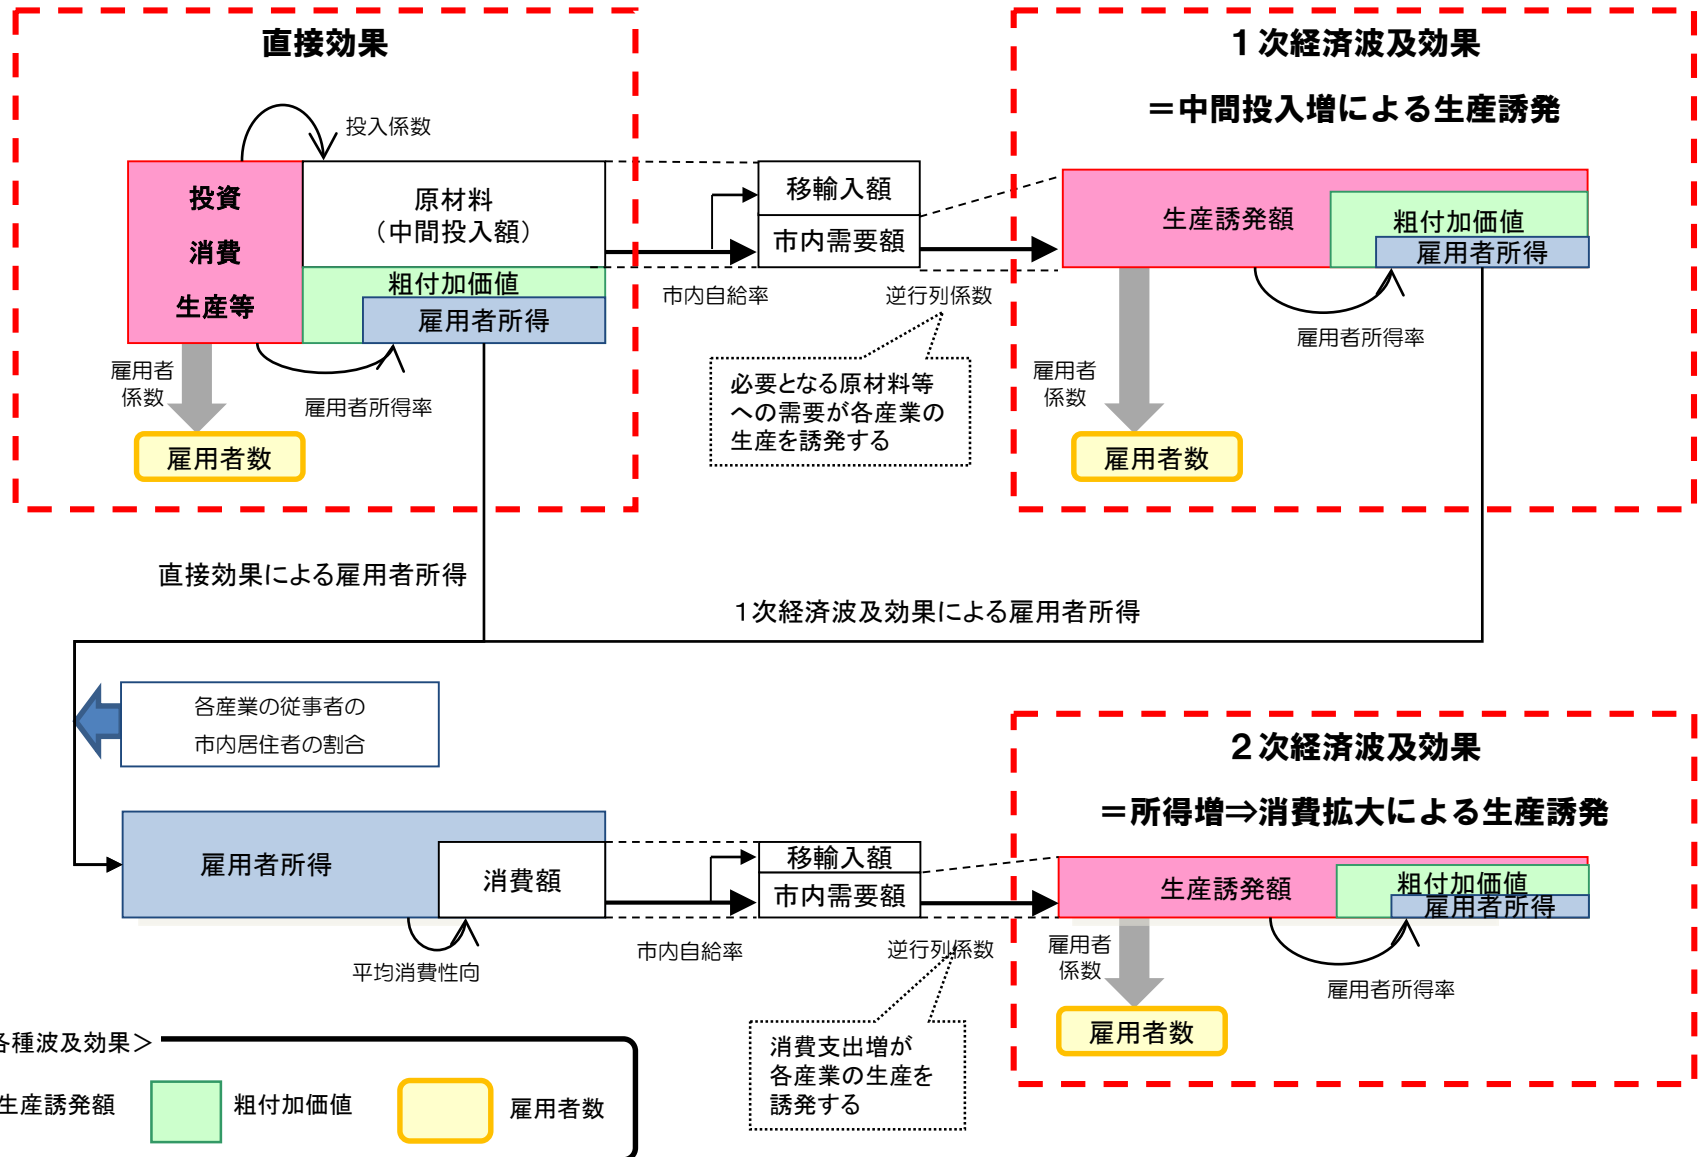 直接効果
投入係数
投資
消費
生産等
原材料
（中間投入額）
粗付加価値
雇用者所得
雇用者
係数
雇用者所得率
雇用者数
移輸入額
市内需要額
市内自給率
逆行列係数
必要となる原材料等
への需要が各産業の
生産を誘発する
１次経済波及効果
＝中間投入増による生産誘発
生産誘発額
粗付加価値
雇用者所得
雇用者所得率
雇用者
係数
雇用者数
直接効果による雇用者所得
１次経済波及効果による雇用者所得
各産業の従事者の
市内居住者の割合
雇用者所得
消費額
平均消費性向
移輸入額
市内需要額
市内自給率
逆行列係数
消費支出増が
各産業の生産を
誘発する
２次経済波及効果
＝所得増⇒消費拡大による生産誘発
生産誘発額
粗付加価値
雇用者所得
雇用者
係数
雇用者所得率
雇用者数
各種波及効果＞
生産誘発額
粗付加価値
雇用者数